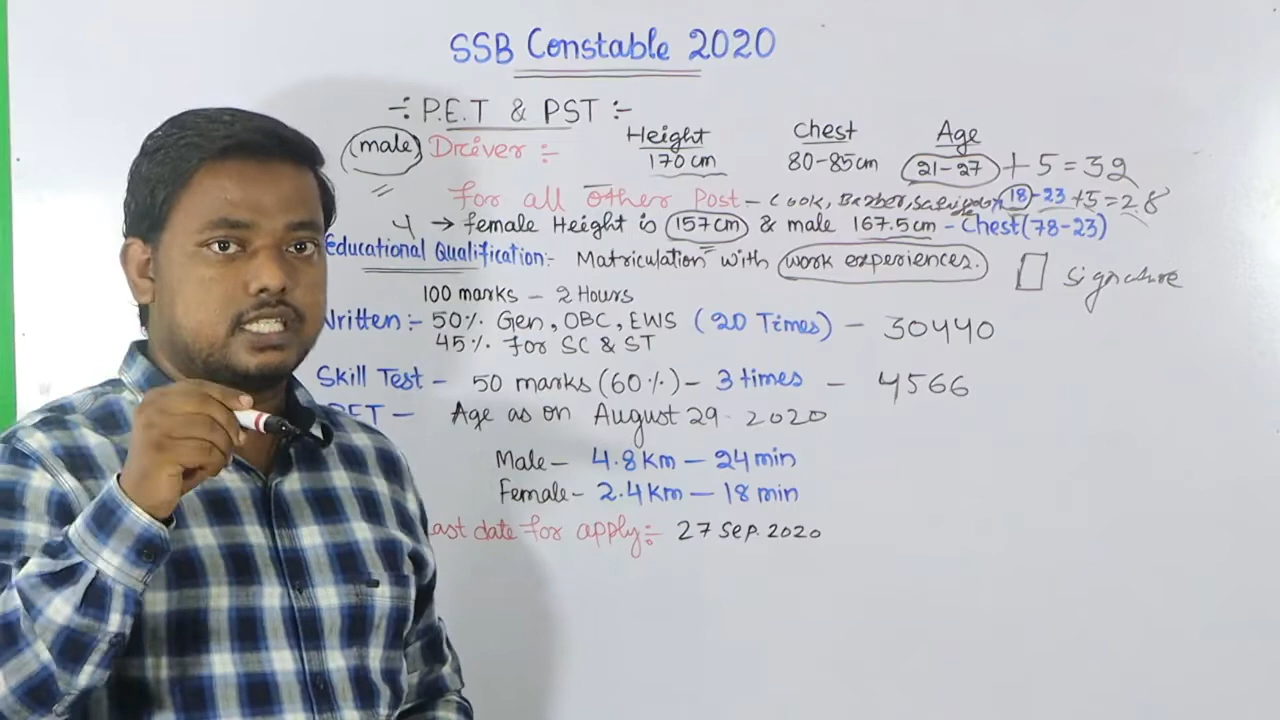 SSB Constable 2020
-: P.E.T & PST :-
male Driver :- Height 170 cm Chest 80-85cm Age 21-27 + 5 = 32
for all other Post - Cook, Barber, 18-23 +5 = 28
4 → female Height is 157cm & male 167.5cm - Chest (78-23)
Educational Qualification:- Matriculation with work experiences. Signature
100 marks - 2 Hours
Written:- 50% Gen, OBC, EWS (20 Times) - 30440
45% for SC & ST
Skill Test - 50 marks (60%) - 3 times - 4566
PET - Age as on August 29 - 2020
Male - 4.8 Km - 24 min
Female - 2.4 Km - 18 min
Last date for apply:- 27 Sep. 2020